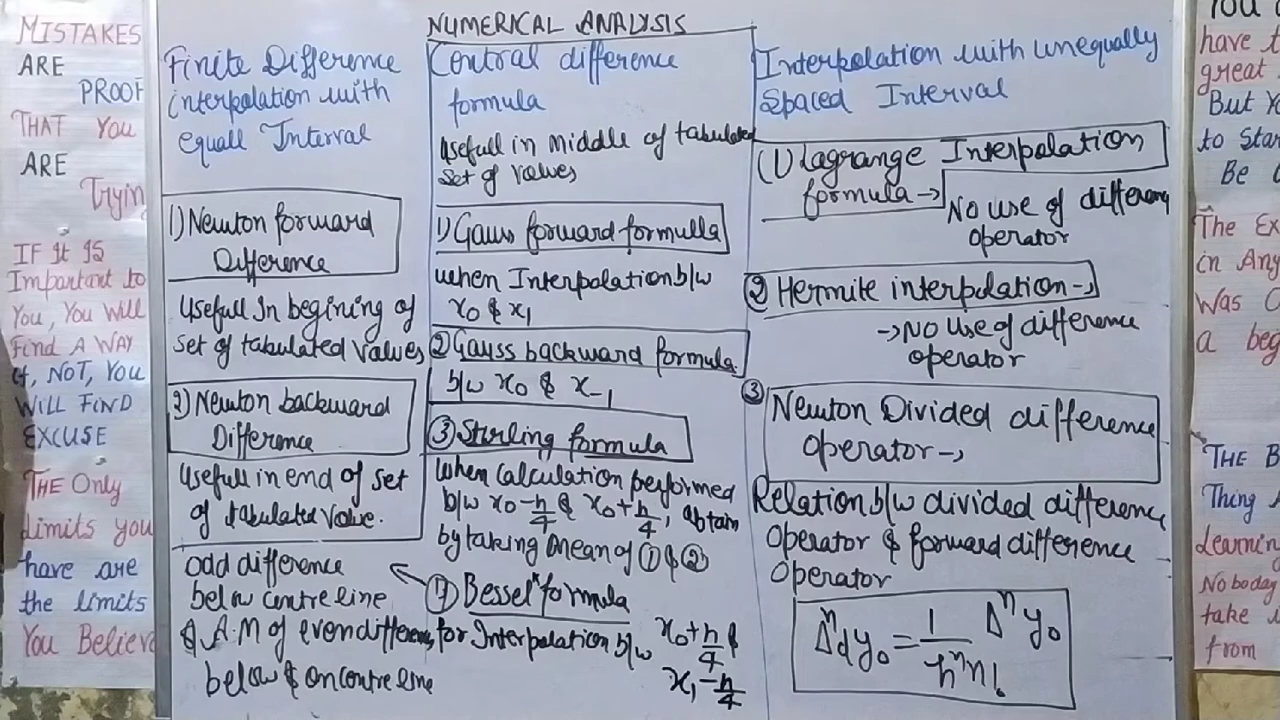 MISTAKES
ARE
PROOF
THAT YOU
ARE
Trying
IF It IS
Important to
You, You Will
Find A WAY
If, NOT, YOU
WILL FIND
EXCUSE
THE Only
Limits you
have are
the limits
You Believe
NUMERICAL ANALYSIS
Finite Difference
interpolation with
equall Interval
1) Newton forward
Difference
Usefull In begining of
set of tabulated values
2) Newton backward
Difference
Usefull in end of set
of tabulated value.
odd difference
below centre line
& A.M of even difference
below & on centre line
Central difference
formula
Usefull in middle of tabulated
set of values
1) Gauss forward formulla
when Interpolation b/w
x₀ & x₁
② Gauss backward formula
b/w x₀ & x₋₁
③ Stirling formula
When calculation performed
b/w x₀-h/4 & x₀+h/4, obtain
by taking mean of ① & ②
④ Bessel's formula
for Interpolation b/w x₀+h/4 &
x₁-h/4
Interpolation with unequally
Spaced Interval
(1) Lagrange Interpolation
formula →
No use of difference
operator
② Hermite interpolation →
→ No use of difference
operator
③ Newton Divided difference
operator →
Relation b/w divided difference
operator & forward difference
operator
Δⁿdy₀ = 1/hⁿn! Δⁿy₀
You
have
great
But
to Star
Be
The Ex
in Any
Was
a beg
THE B
Thing
Learnin
Nobody
take
from